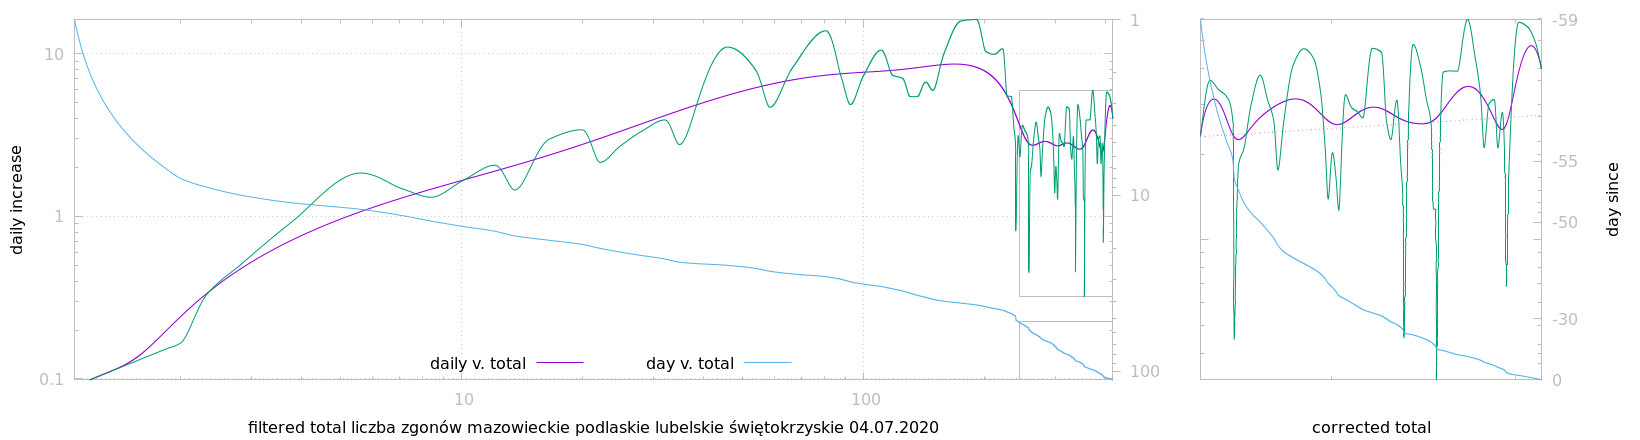 daily increase
10
1
0.1
10
100
1
10
100
daily v. total
day v. total
filtered total liczba zgonów mazowieckie podlaskie lubelskie świętokrzyskie 04.07.2020
-59
-55
-50
-30
0
day since
corrected total